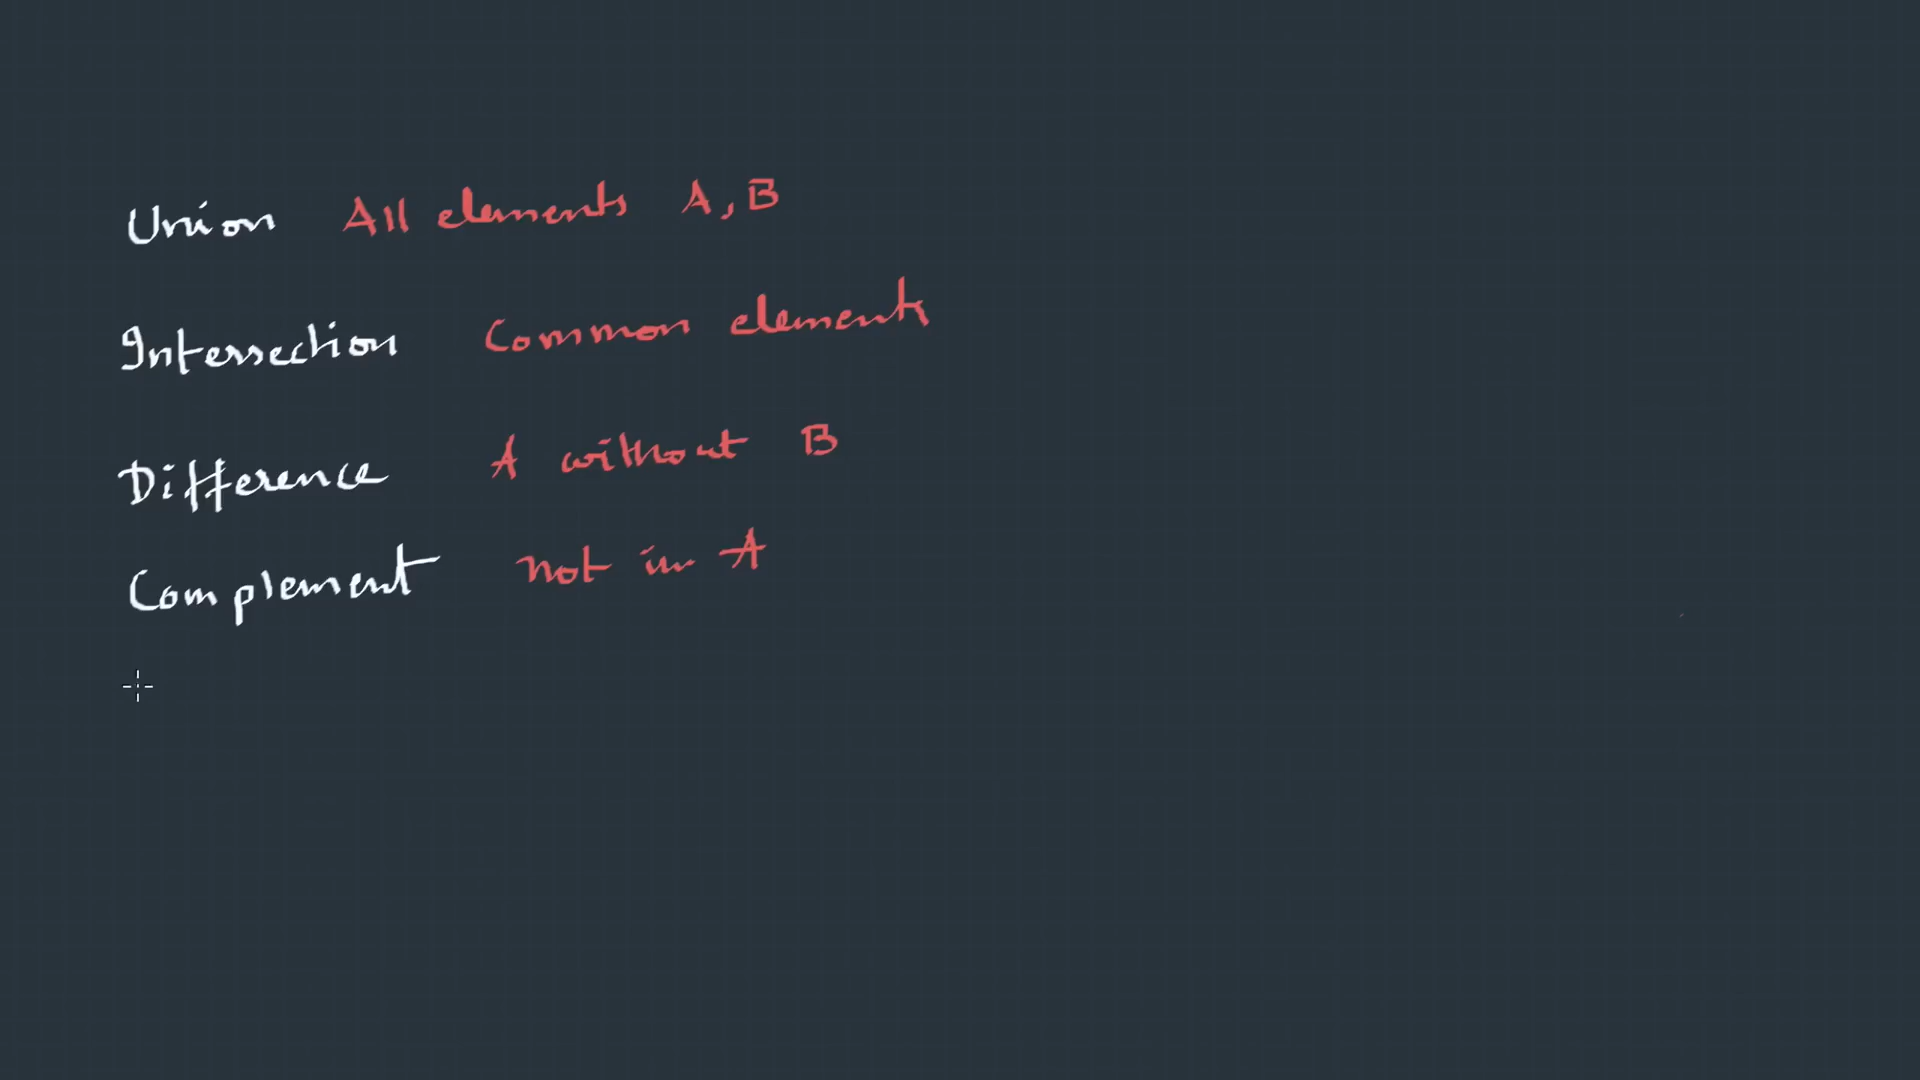 Union All elements A, B
Intersection Common elements
Difference A without B
Complement not in A